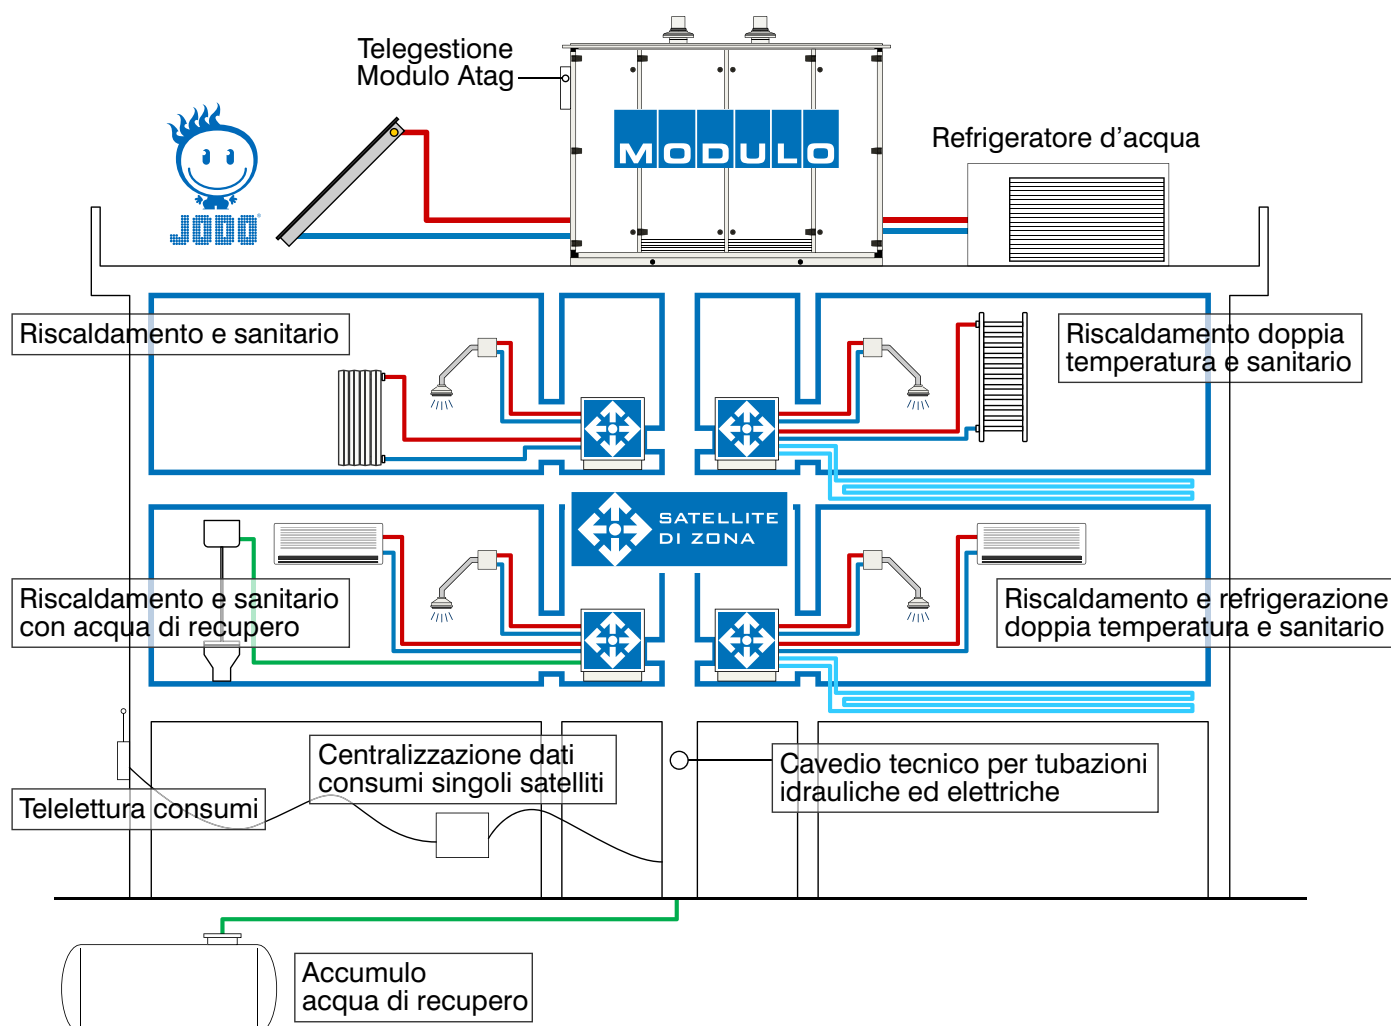 Telegestione
Modulo Atag
MODULO
Refrigeratore d'acqua
JODO®
Riscaldamento e sanitario
Riscaldamento doppia
temperatura e sanitario
SATELLITE
DI ZONA
Riscaldamento e sanitario
con acqua di recupero
Riscaldamento e refrigerazione
doppia temperatura e sanitario
Centralizzazione dati
consumi singoli satelliti
Cavedio tecnico per tubazioni
idrauliche ed elettriche
Telelettura consumi
Accumulo
acqua di recupero